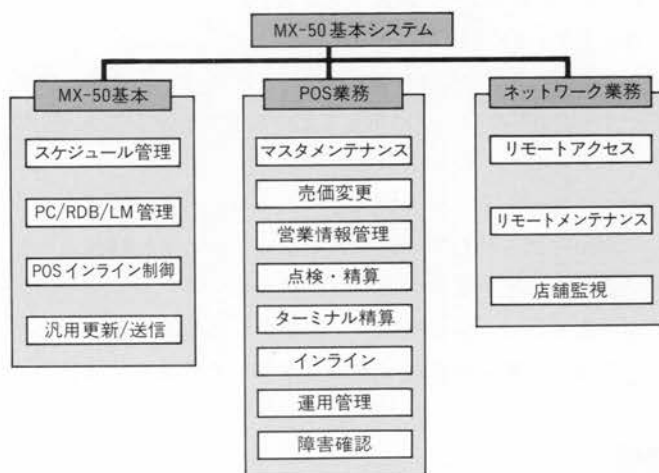 MX-50基本システム
MX-50基本
スケジュール管理
PC/RDB/LM管理
POSインライン制御
汎用更新/送信
POS業務
マスタメンテナンス
売価変更
営業情報管理
点検・精算
ターミナル精算
インライン
運用管理
障害確認
ネットワーク業務
リモートアクセス
リモートメンテナンス
店舗監視